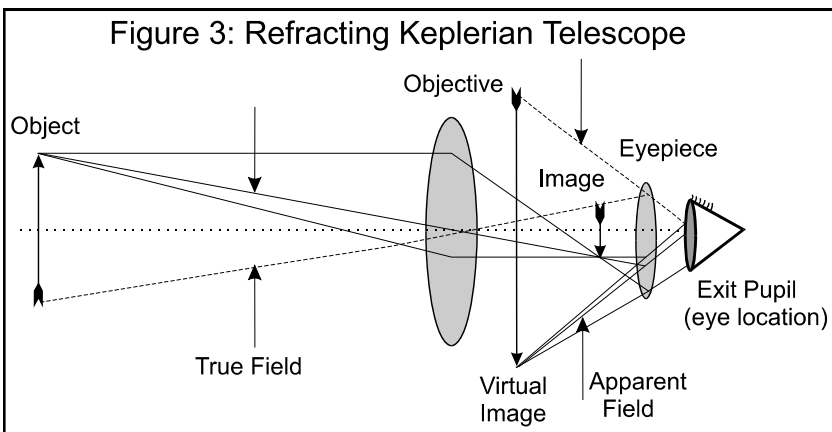 Figure 3: Refracting Keplerian Telescope
Objective
Object
Eyepiece
Image
Exit Pupil
(eye location)
True Field
Virtual
Image
Apparent
Field